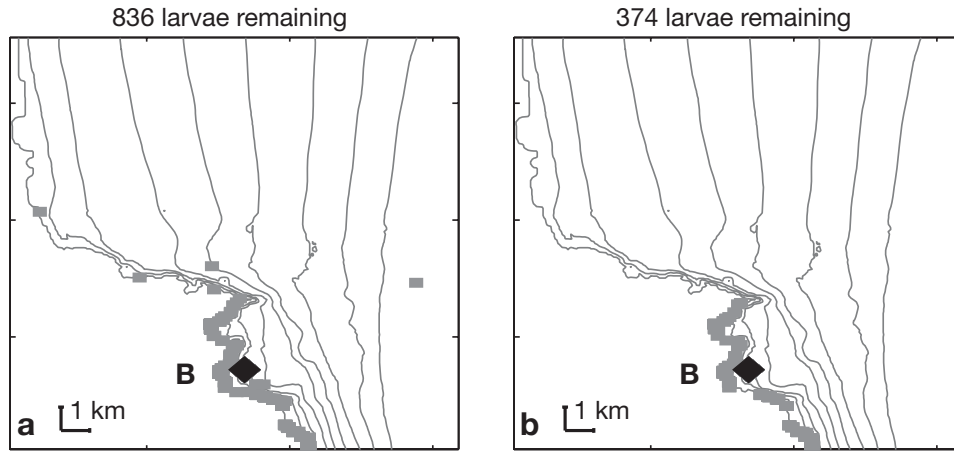 836 larvae remaining
374 larvae remaining
B
B
a
1 km
b
1 km